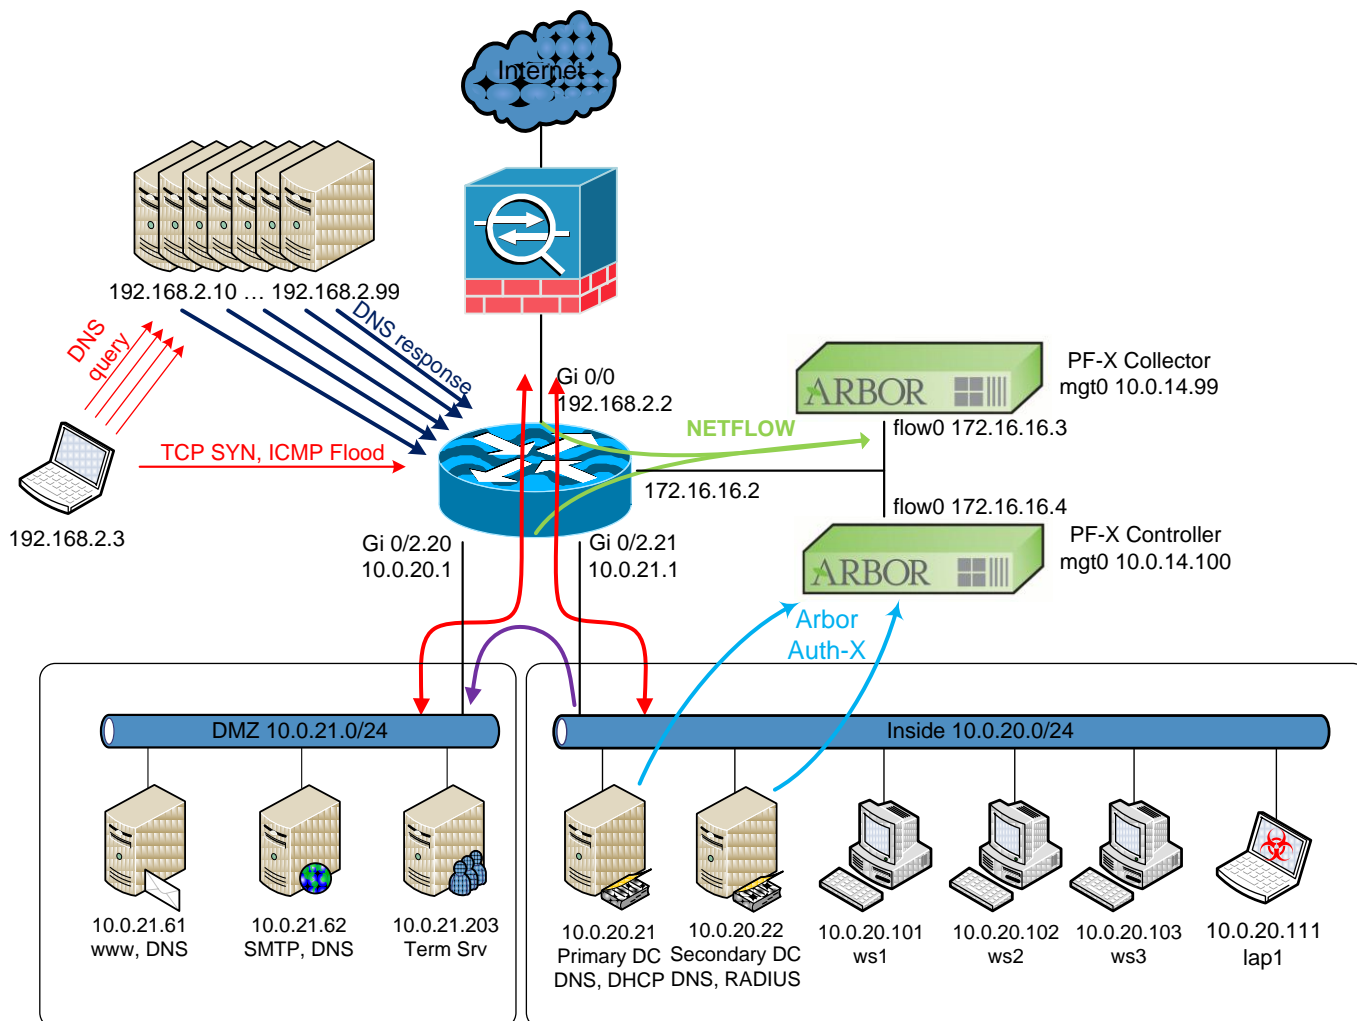 Internet
192.168.2.10 … 192.168.2.99
DNS
query
DNS response
Gi 0/0
192.168.2.2
PF-X Collector
mgt0 10.0.14.99
ARBOR
NETFLOW
flow0 172.16.16.3
TCP SYN, ICMP Flood
172.16.16.2
192.168.2.3
flow0 172.16.16.4
Gi 0/2.20
10.0.20.1
Gi 0/2.21
10.0.21.1
PF-X Controller
mgt0 10.0.14.100
ARBOR
Arbor
Auth-X
DMZ 10.0.21.0/24
Inside 10.0.20.0/24
10.0.21.61
www, DNS
10.0.21.62
SMTP, DNS
10.0.21.203
Term Srv
10.0.20.21
Primary DC
DNS, DHCP
10.0.20.22
Secondary DC
DNS, RADIUS
10.0.20.101
ws1
10.0.20.102
ws2
10.0.20.103
ws3
10.0.20.111
lap1